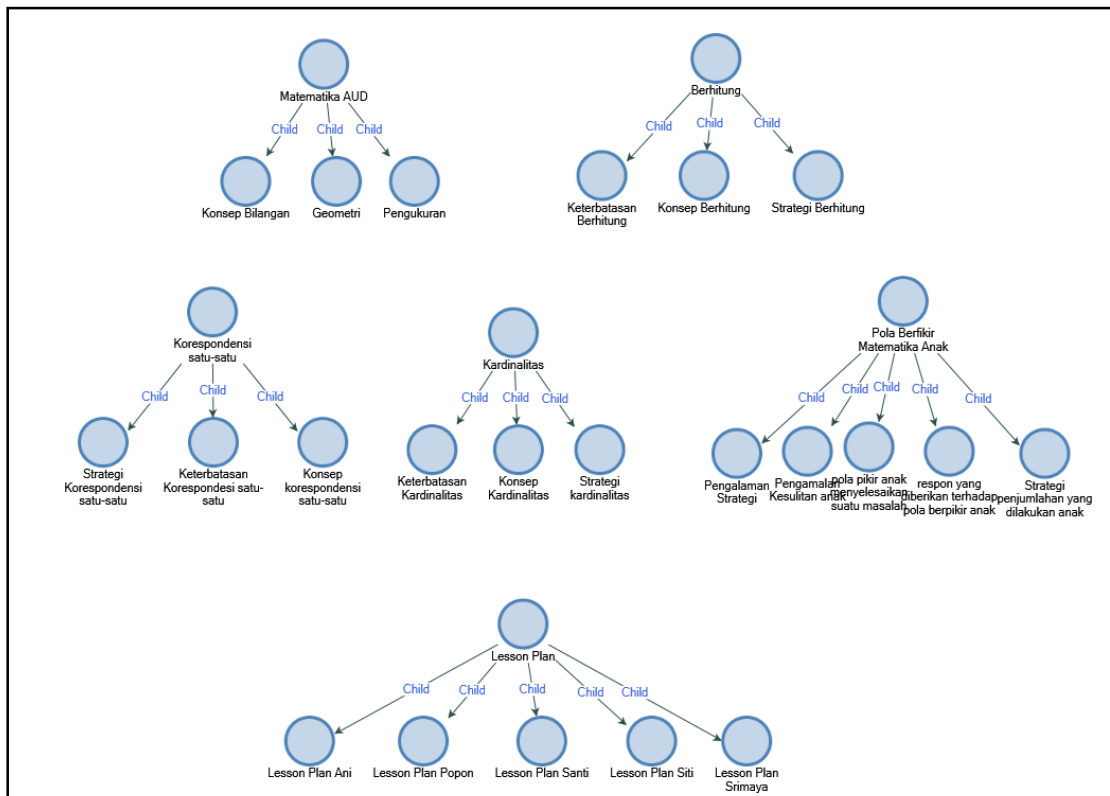 Matematika AUD
Child Child Child
Konsep Bilangan
Geometri
Pengukuran
Berhitung
Child Child Child
Keterbatasan
Berhitung
Konsep Berhitung
Strategi Berhitung
Korespondensi
satu-satu
Child Child Child
Strategi
Korespondensi
satu-satu
Keterbatasan
Korespondesi satu-
satu
Konsep
korespondensi
satu-satu
Kardinalitas
Child Child Child
Keterbatasan
Kardinalitas
Konsep
Kardinalitas
Strategi
kardinalitas
Pola Berfikir
Matematika Anak
Child Child Child Child Child
Pengalaman
Strategi
Pengamalan
Kesulitan anak
pola pikir anak
menyelesaikan
suatu masalah
respon yang
diberikan terhadap
pola berpikir anak
Strategi
penjumlahan yang
dilakukan anak
Lesson Plan
Child Child Child Child Child
Lesson Plan Ani
Lesson Plan Popon
Lesson Plan Santi
Lesson Plan Siti
Lesson Plan
Srimaya